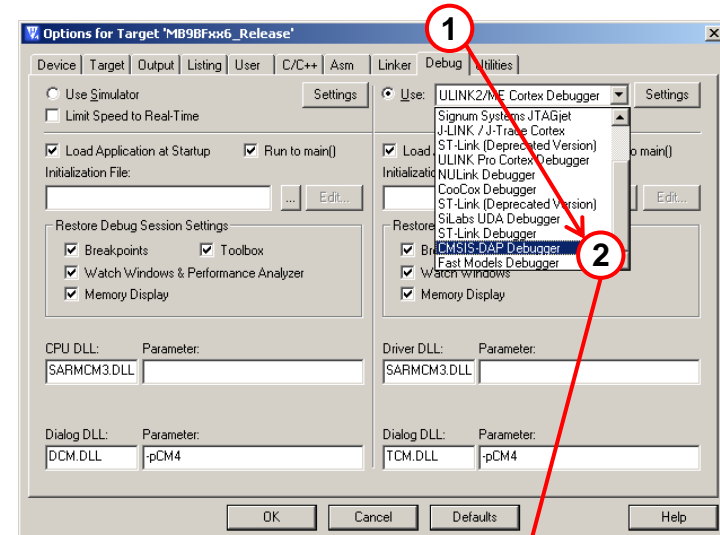 Options for Target 'MB9BFxx6_Release'
1
Device Target Output Listing User C/C++ Asm Linker Debug Utilities
Use Simulator Settings
Limit Speed to Real-Time
Use: ULINK2/ME Cortex Debugger Settings
Signum Systems JTAGjet
J-LINK / J-Trace Cortex
ST-Link (Deprecated Version)
ULINK Pro Cortex Debugger
NULink Debugger
CooCox Debugger
ST-Link (Deprecated Version)
SiLabs UDA Debugger
ST-Link Debugger
CMSIS-DAP Debugger
Fast Models Debugger
2
Load Application at Startup Run to main()
Initialization File:
... Edit...
Restore Debug Session Settings
Breakpoints Toolbox
Watch Windows & Performance Analyzer
Memory Display
Load o main()
Edit...
Restore
Watch Windows
Memory Display
CPU DLL: Parameter:
SARMCM3.DLL
Driver DLL: Parameter:
SARMCM3.DLL
Dialog DLL: Parameter:
DCM.DLL -pCM4
Dialog DLL: Parameter:
TCM.DLL -pCM4
OK Cancel Defaults Help